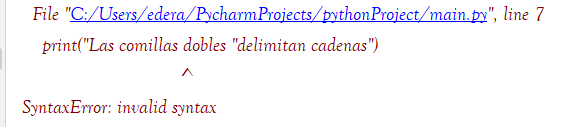 File "C:/Users/edera/PycharmProjects/pythonProject/main.py", line 7
print("Las comillas dobles "delimitan cadenas")
^
SyntaxError: invalid syntax